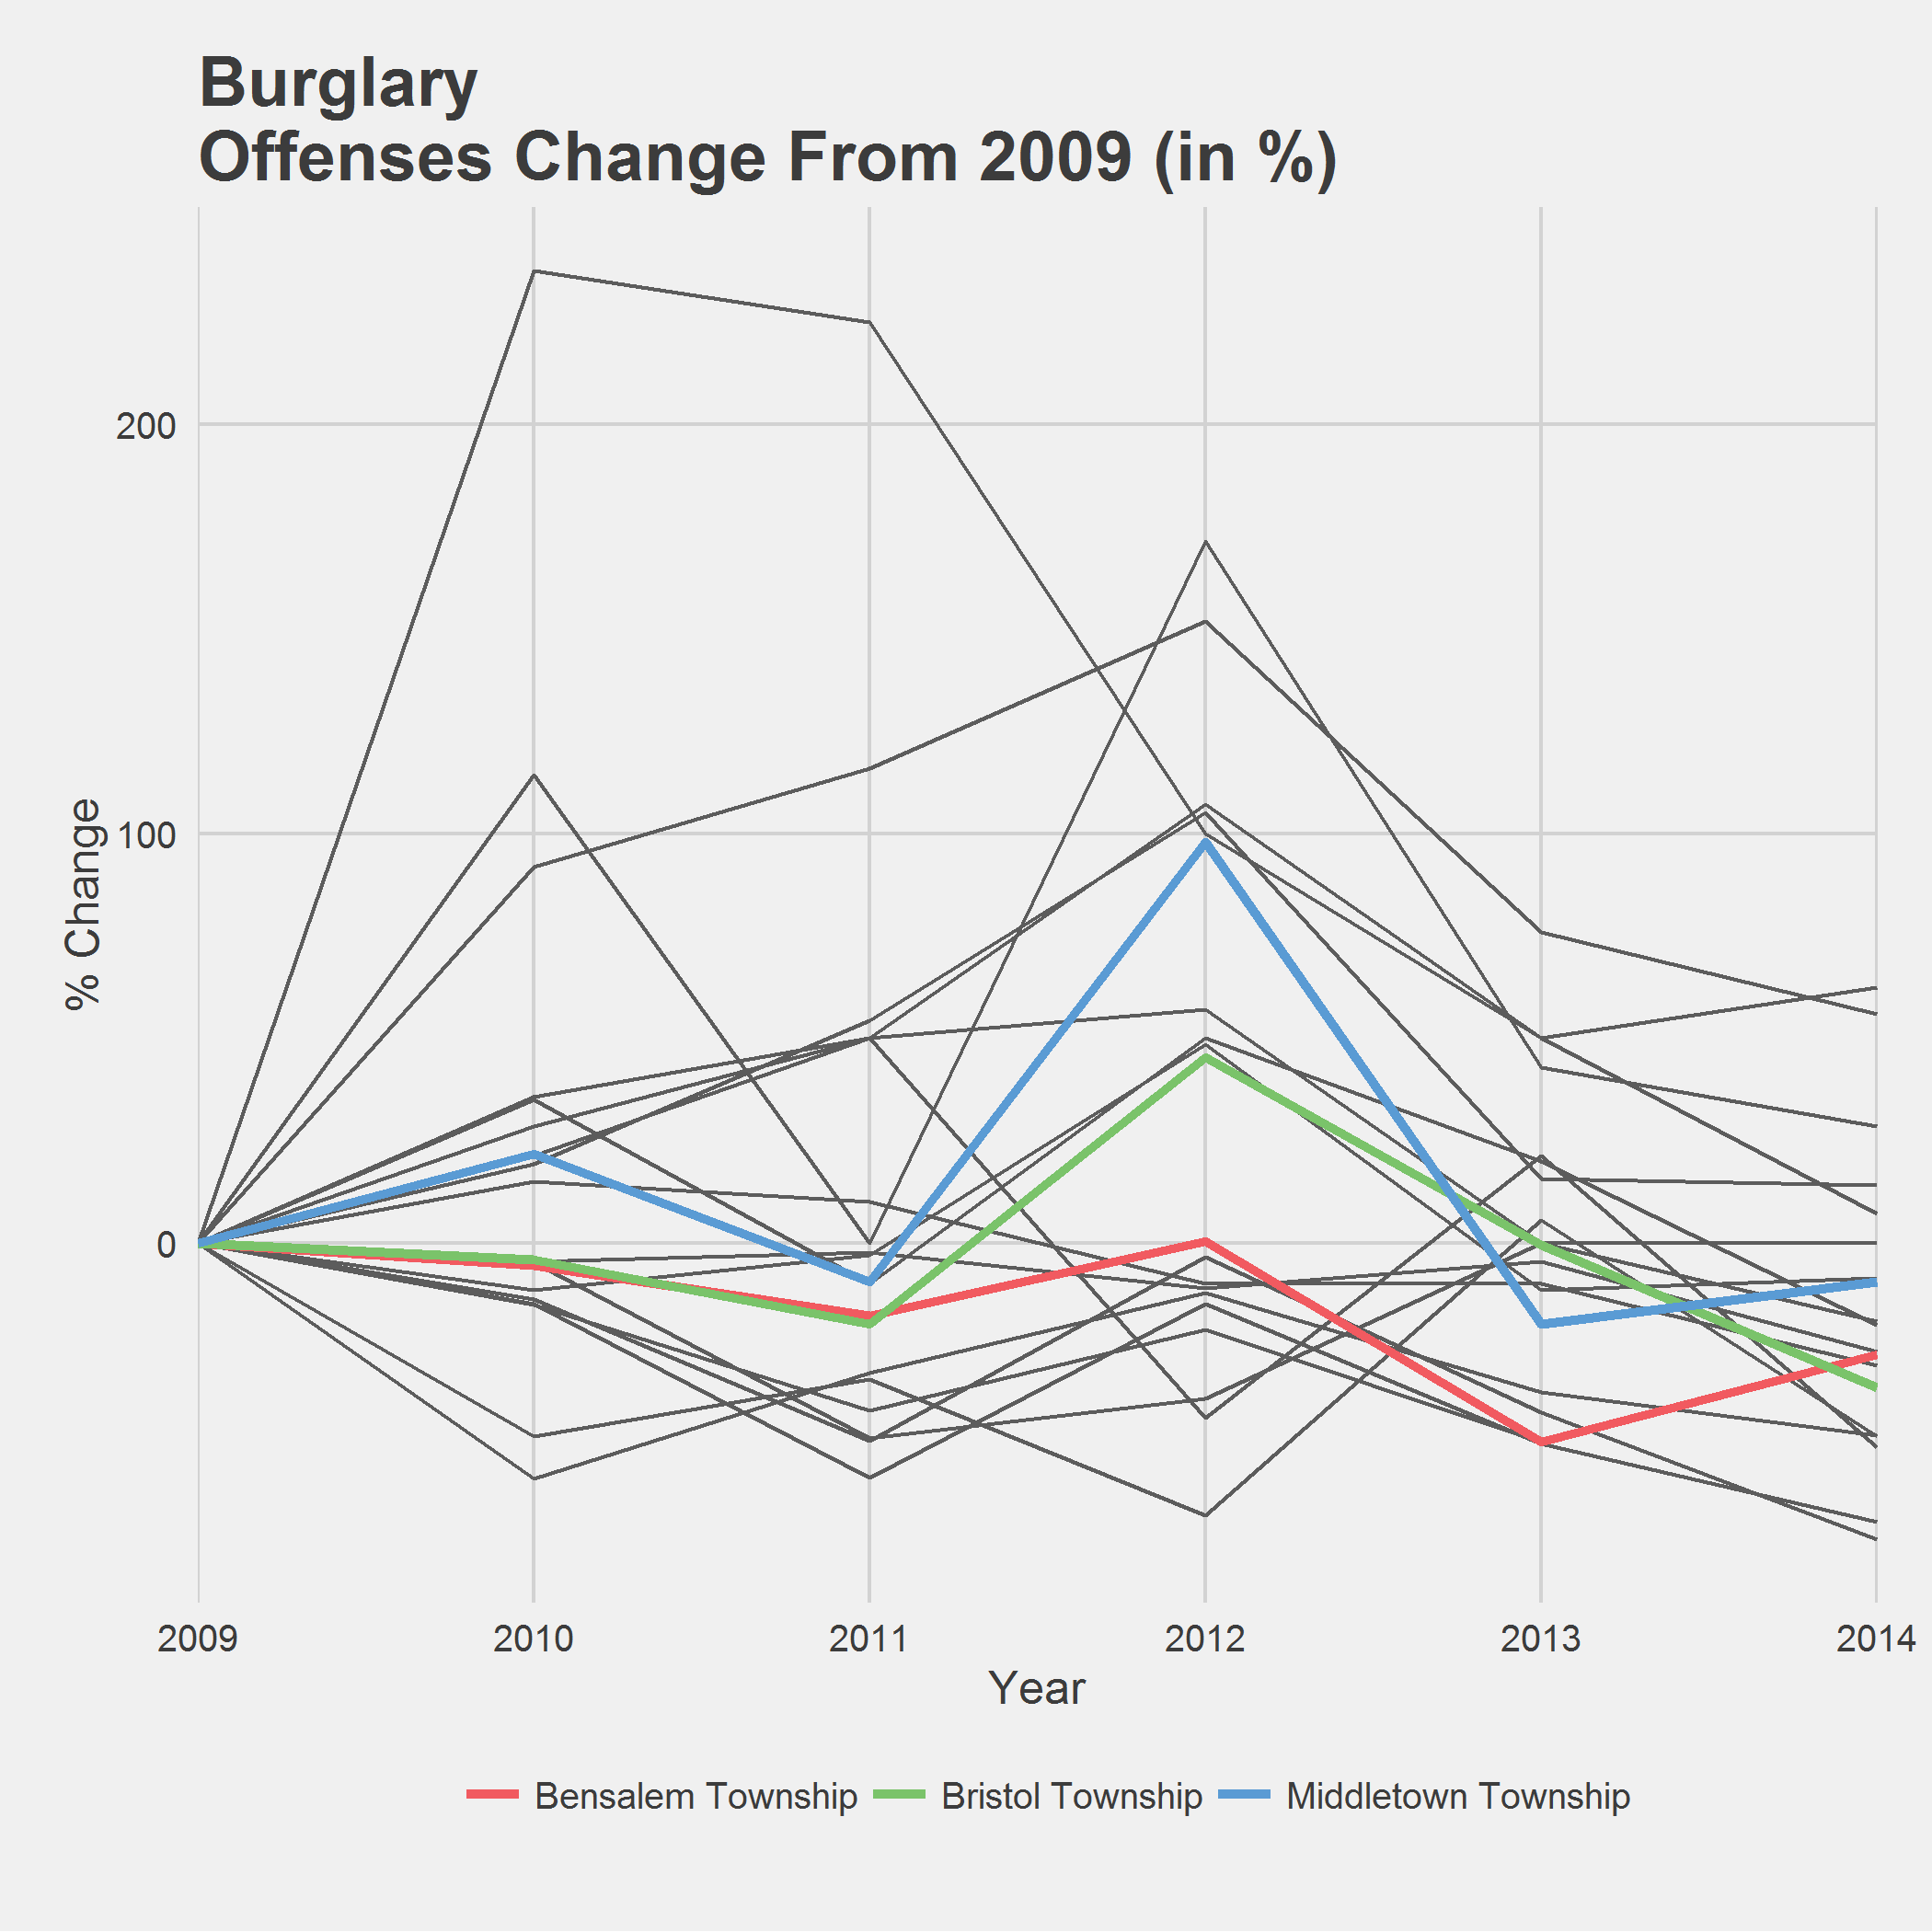 Burglary
Offenses Change From 2009 (in %)
200
100
0
% Change
2009 2010 2011 2012 2013 2014
Year
Bensalem Township Bristol Township Middletown Township